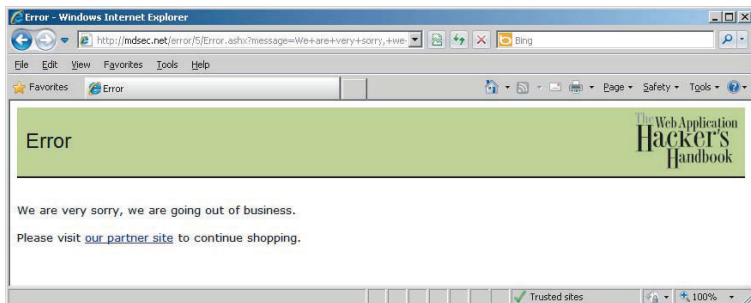 Error - Windows Internet Explorer
http://mdsec.net/error/5/Error.ashx?message=We+are+very+sorry,+we
Bing
File Edit View Favorites Tools Help
Favorites Error Page Safety Tools
Error
The Web Application
Hacker's
Handbook
We are very sorry, we are going out of business.
Please visit our partner site to continue shopping.
Trusted sites 100%